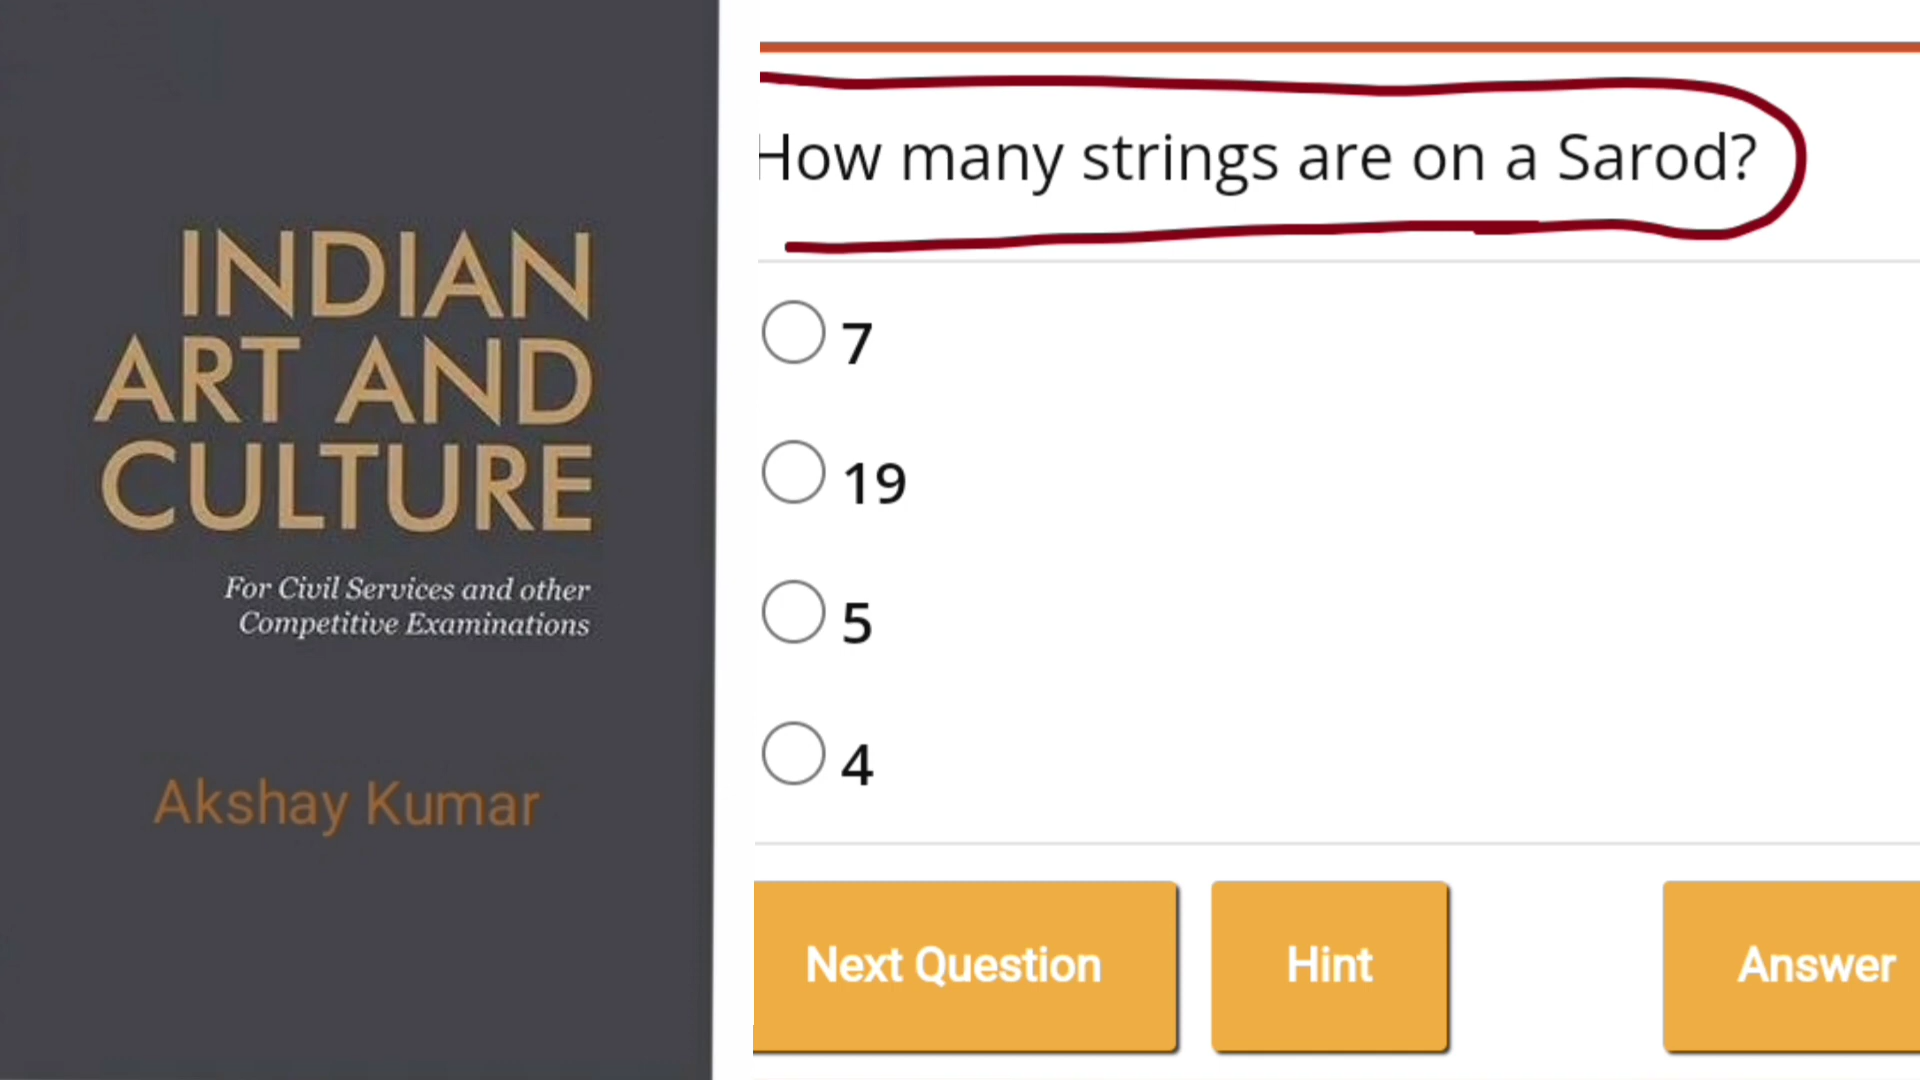 INDIAN
ART AND
CULTURE
For Civil Services and other
Competitive Examinations
Akshay Kumar
How many strings are on a Sarod?
7
19
5
4
Next Question
Hint
Answer